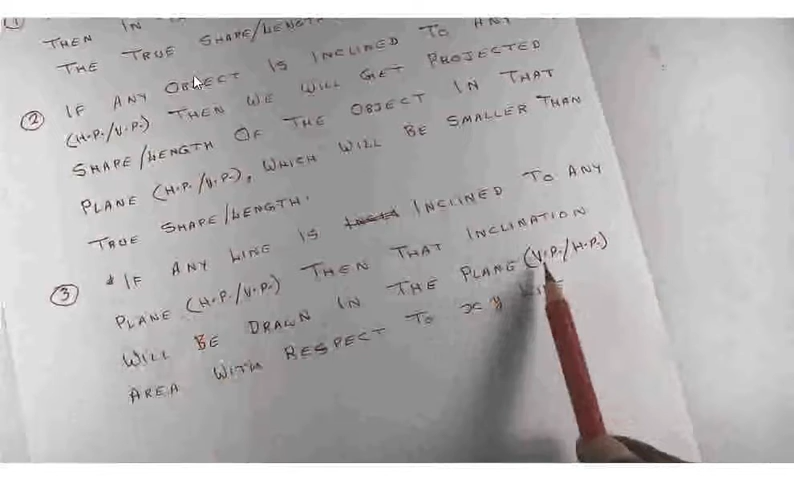 (1)
THEN IN
THE TRUE SHAPE/LENGTH
(2) IF ANY OBJECT IS INCLINED TO ANY
(H.P./V.P.) THEN WE WILL GET PROJECTED
SHAPE/LENGTH OF THE OBJECT IN THAT
PLANE (H.P./V.P.), WHICH WILL BE SMALLER THAN
TRUE SHAPE/LENGTH.
(3) IF ANY LINE IS INCLINED TO ANY
PLANE (H.P./V.P.) THEN THAT INCLINATION
WILL BE DRAWN IN THE PLANE (V.P./H.P.)
AREA WITH RESPECT TO xy LINE